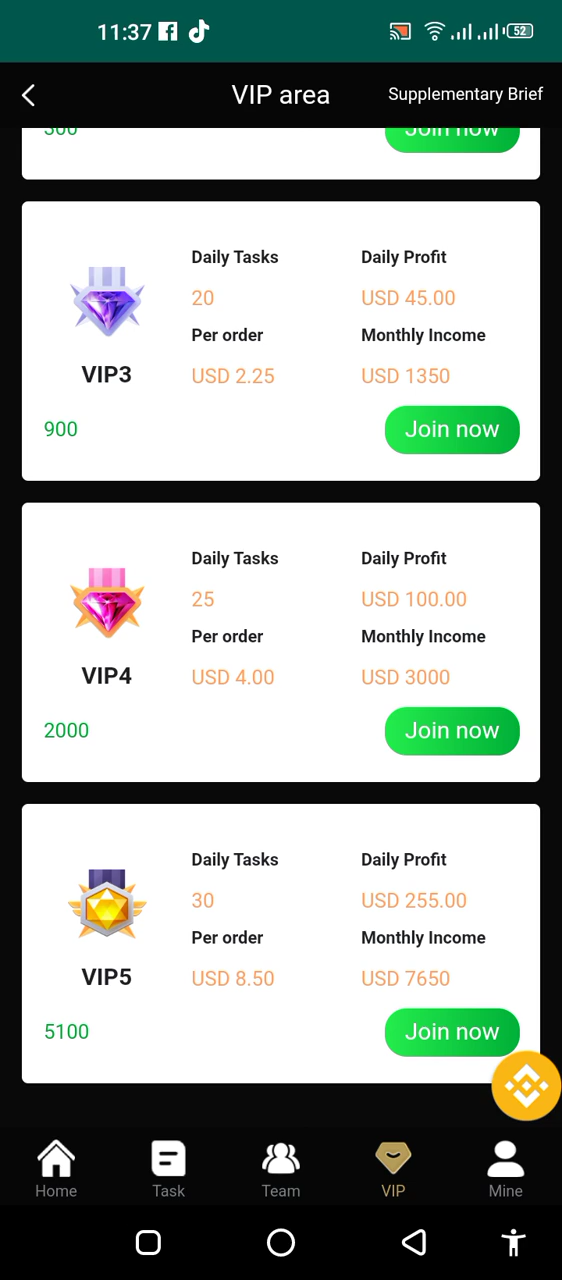 11:37
52
VIP area
Supplementary Brief
300
Join now
Daily Tasks
Daily Profit
20
USD 45.00
Per order
Monthly Income
VIP3
USD 2.25
USD 1350
900
Join now
Daily Tasks
Daily Profit
25
USD 100.00
Per order
Monthly Income
VIP4
USD 4.00
USD 3000
2000
Join now
Daily Tasks
Daily Profit
30
USD 255.00
Per order
Monthly Income
VIP5
USD 8.50
USD 7650
5100
Join now
Home
Task
Team
VIP
Mine